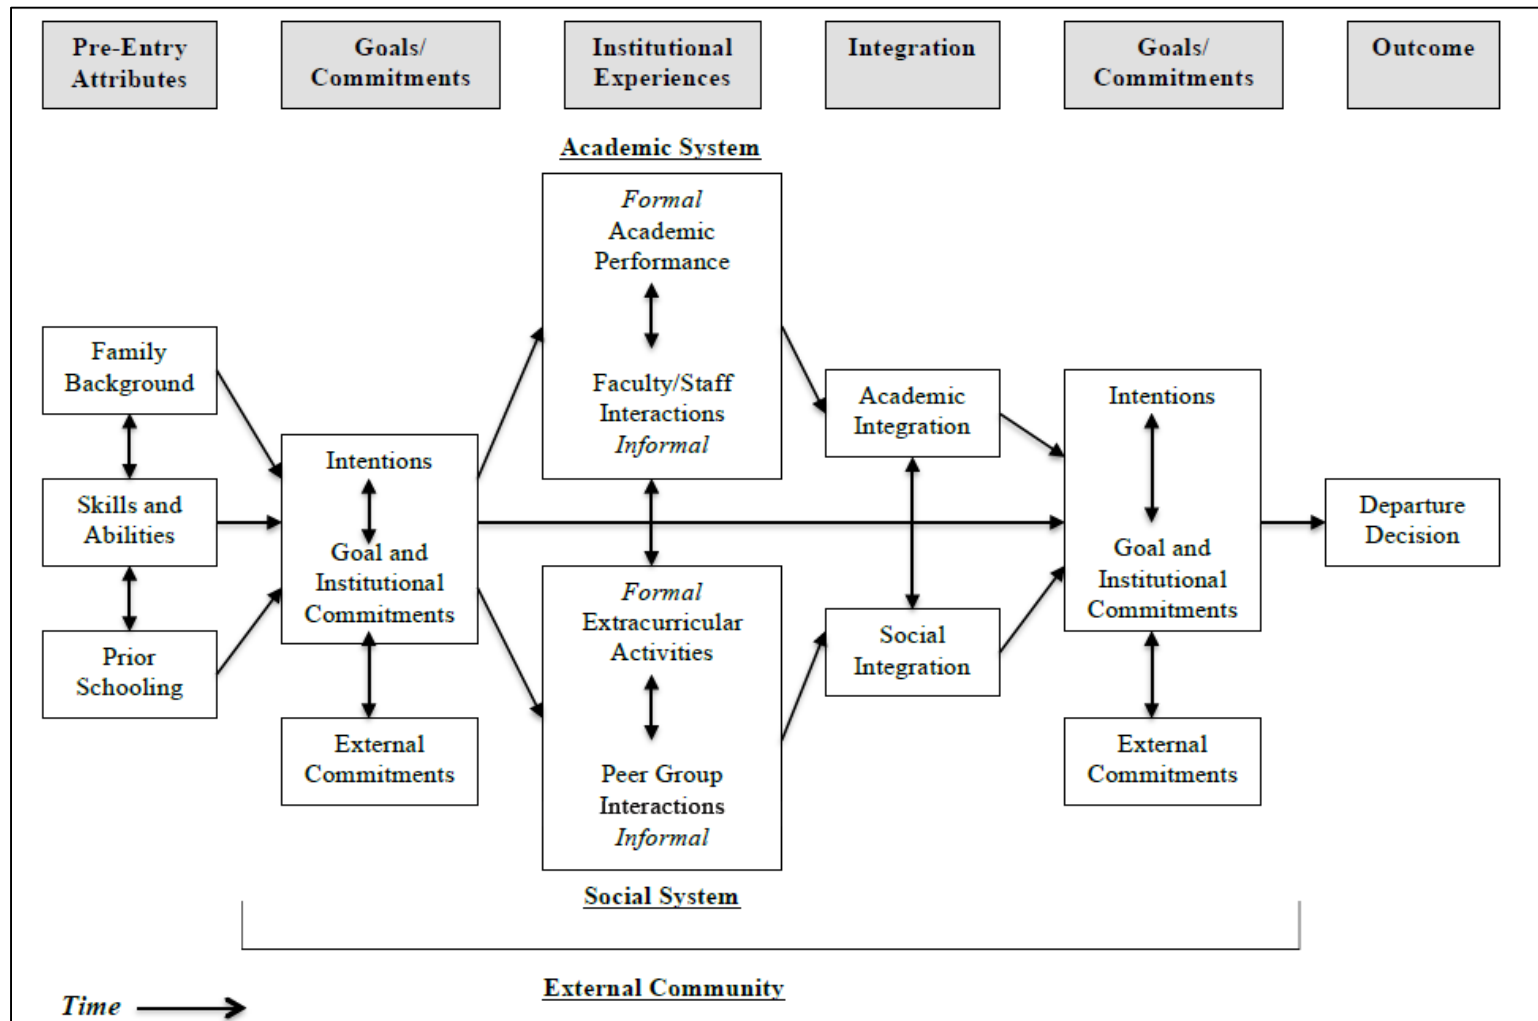 Pre-Entry
Attributes
Goals/
Commitments
Institutional
Experiences
Integration
Goals/
Commitments
Outcome
Academic System
Formal
Academic
Performance
Faculty/Staff
Interactions
Informal
Family
Background
Skills and
Abilities
Prior
Schooling
Intentions
Goal and
Institutional
Commitments
External
Commitments
Formal
Extracurricular
Activities
Peer Group
Interactions
Informal
Social System
Academic
Integration
Social
Integration
Intentions
Goal and
Institutional
Commitments
External
Commitments
Departure
Decision
External Community
Time